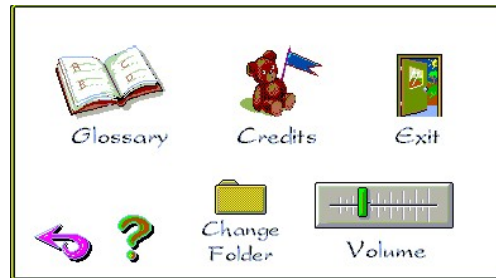 A C
B D
Glossary
Credits
Exit
?
Change
Folder
Volume